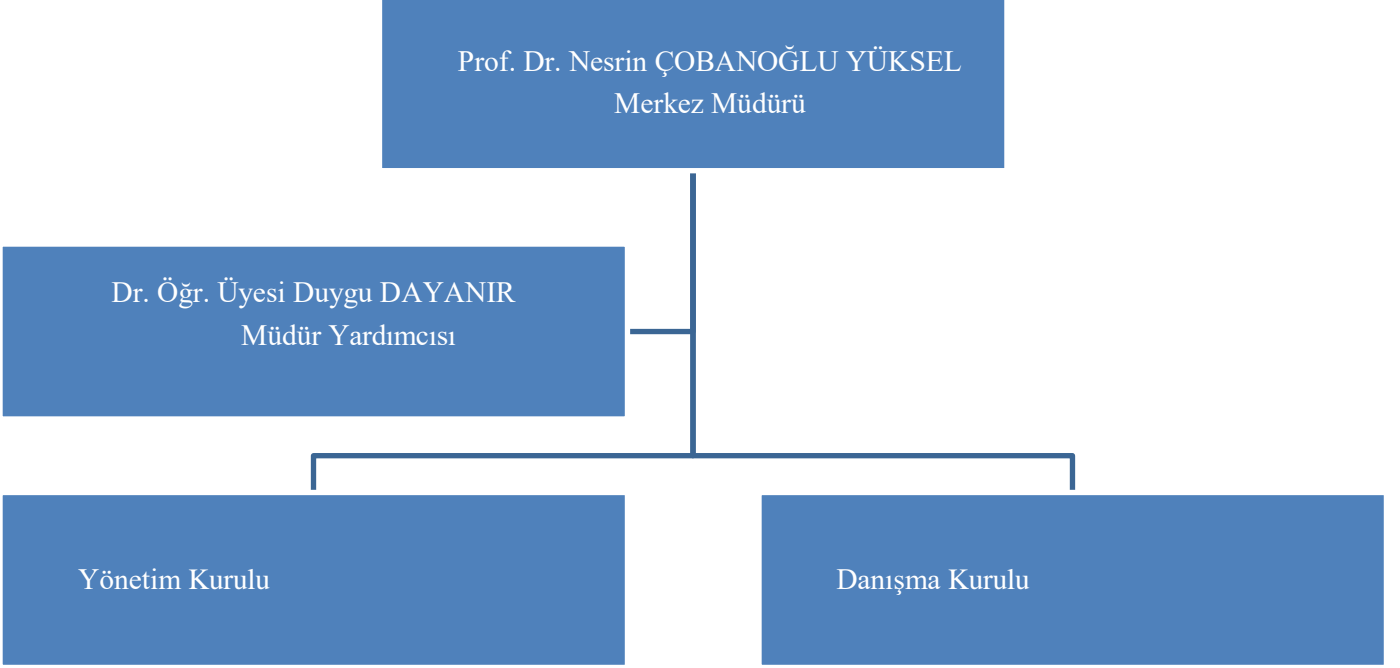 Prof. Dr. Nesrin ÇOBANOĞLU YÜKSEL
Merkez Müdürü
Dr. Öğr. Üyesi Duygu DAYANIR
Müdür Yardımcısı
Yönetim Kurulu
Danışma Kurulu